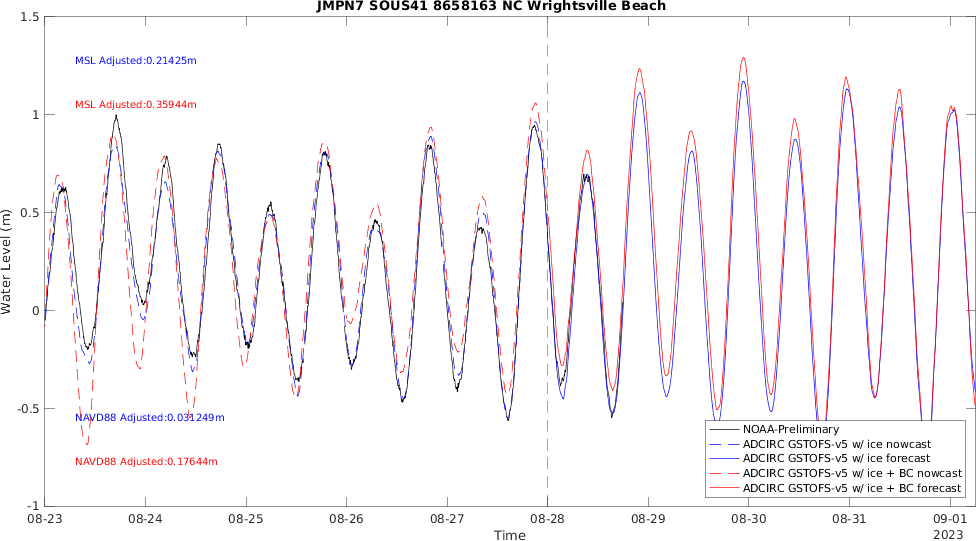 JMPN7 SOUS41 8658163 NC Wrightsville Beach
1.5
1
0.5
0
-0.5
-1
Water Level (m)
MSL Adjusted:0.21425m
MSL Adjusted:0.35944m
NAVD88 Adjusted:0.031249m
NAVD88 Adjusted:0.17644m
NOAA-Preliminary
ADCIRC GSTOFS-v5 w/ ice nowcast
ADCIRC GSTOFS-v5 w/ ice forecast
ADCIRC GSTOFS-v5 w/ ice + BC nowcast
ADCIRC GSTOFS-v5 w/ ice + BC forecast
08-23 08-24 08-25 08-26 08-27 08-28 08-29 08-30 08-31 09-01
2023
Time